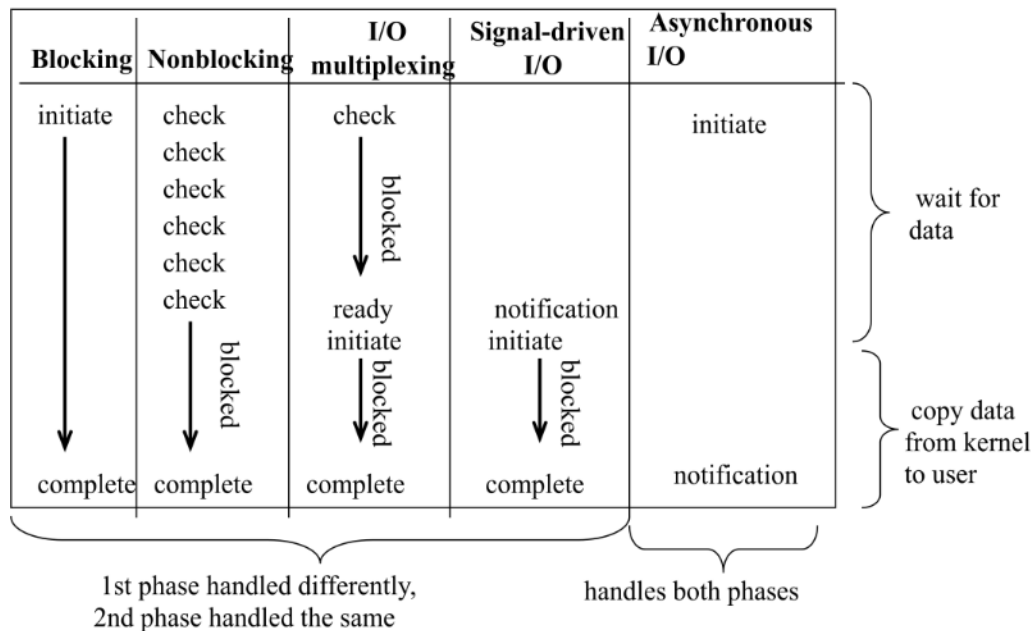 Blocking
Nonblocking
I/O
multiplexing
Signal-driven
I/O
Asynchronous
I/O
initiate
complete
check
check
check
check
check
check
blocked
complete
check
blocked
ready
initiate
blocked
complete
notification
initiate
blocked
complete
initiate
notification
wait for
data
copy data
from kernel
to user
1st phase handled differently,
2nd phase handled the same
handles both phases